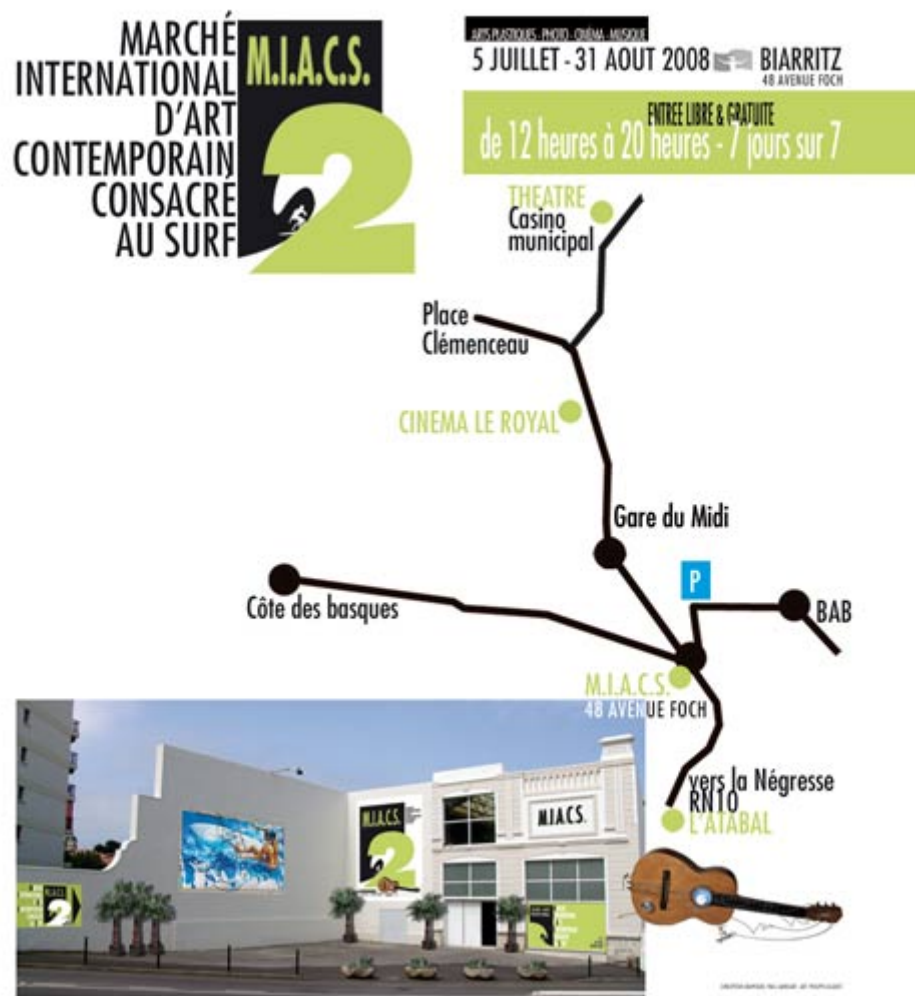 MARCHÉ
INTERNATIONAL
D'ART
CONTEMPORAIN
CONSACRÉ
AU SURF
M.I.A.C.S.
2
ARTS PLASTIQUES - PHOTO - CINÉMA - MUSIQUE
5 JUILLET - 31 AOUT 2008
BIARRITZ
48 AVENUE FOCH
ENTREE LIBRE & GRATUITE
de 12 heures à 20 heures - 7 jours sur 7
THEATRE
Casino
municipal
Place
Clémenceau
CINEMA LE ROYAL
Gare du Midi
P
Côte des basques
BAB
M.I.A.C.S.
48 AVENUE FOCH
vers la Négresse
RN10
L'ATABAL
M.I.A.C.S.
2
M.I.A.C.S.
2
2